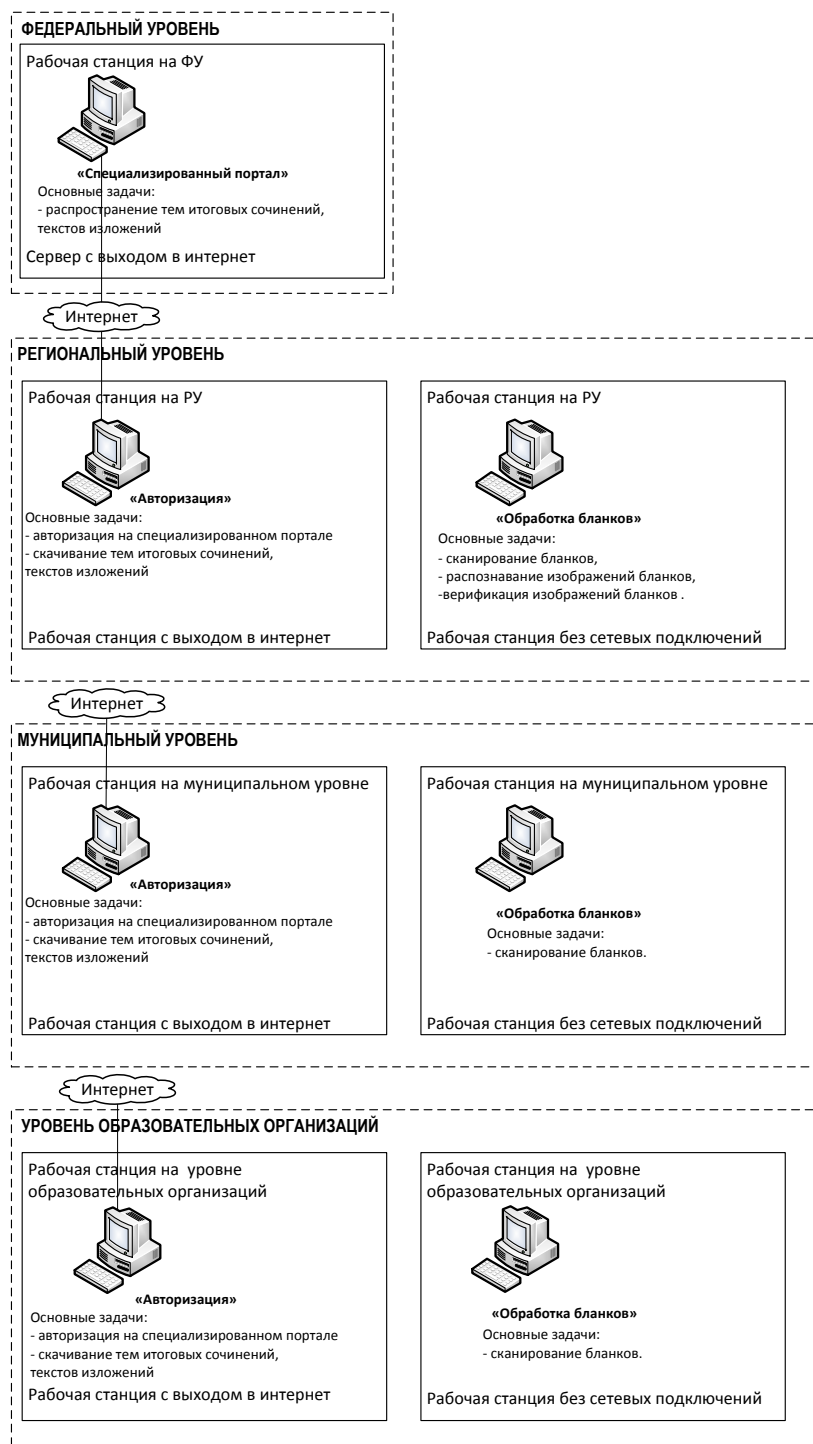 ФЕДЕРАЛЬНЫЙ УРОВЕНЬ
Рабочая станция на ФУ
«Специализированный портал»
Основные задачи:
- распространение тем итоговых сочинений,
текстов изложений
Сервер с выходом в интернет
Интернет
РЕГИОНАЛЬНЫЙ УРОВЕНЬ
Рабочая станция на РУ
«Авторизация»
Основные задачи:
- авторизация на специализированном портале
- скачивание тем итоговых сочинений,
текстов изложений
Рабочая станция с выходом в интернет
Рабочая станция на РУ
«Обработка бланков»
Основные задачи:
- сканирование бланков,
- распознавание изображений бланков,
-верификация изображений бланков .
Рабочая станция без сетевых подключений
Интернет
МУНИЦИПАЛЬНЫЙ УРОВЕНЬ
Рабочая станция на муниципальном уровне
«Авторизация»
Основные задачи:
- авторизация на специализированном портале
- скачивание тем итоговых сочинений,
текстов изложений
Рабочая станция с выходом в интернет
Рабочая станция на муниципальном уровне
«Обработка бланков»
Основные задачи:
- сканирование бланков.
Рабочая станция без сетевых подключений
Интернет
УРОВЕНЬ ОБРАЗОВАТЕЛЬНЫХ ОРГАНИЗАЦИЙ
Рабочая станция на уровне
образовательных организаций
«Авторизация»
Основные задачи:
- авторизация на специализированном портале
- скачивание тем итоговых сочинений,
текстов изложений
Рабочая станция с выходом в интернет
Рабочая станция на уровне
образовательных организаций
«Обработка бланков»
Основные задачи:
- сканирование бланков.
Рабочая станция без сетевых подключений